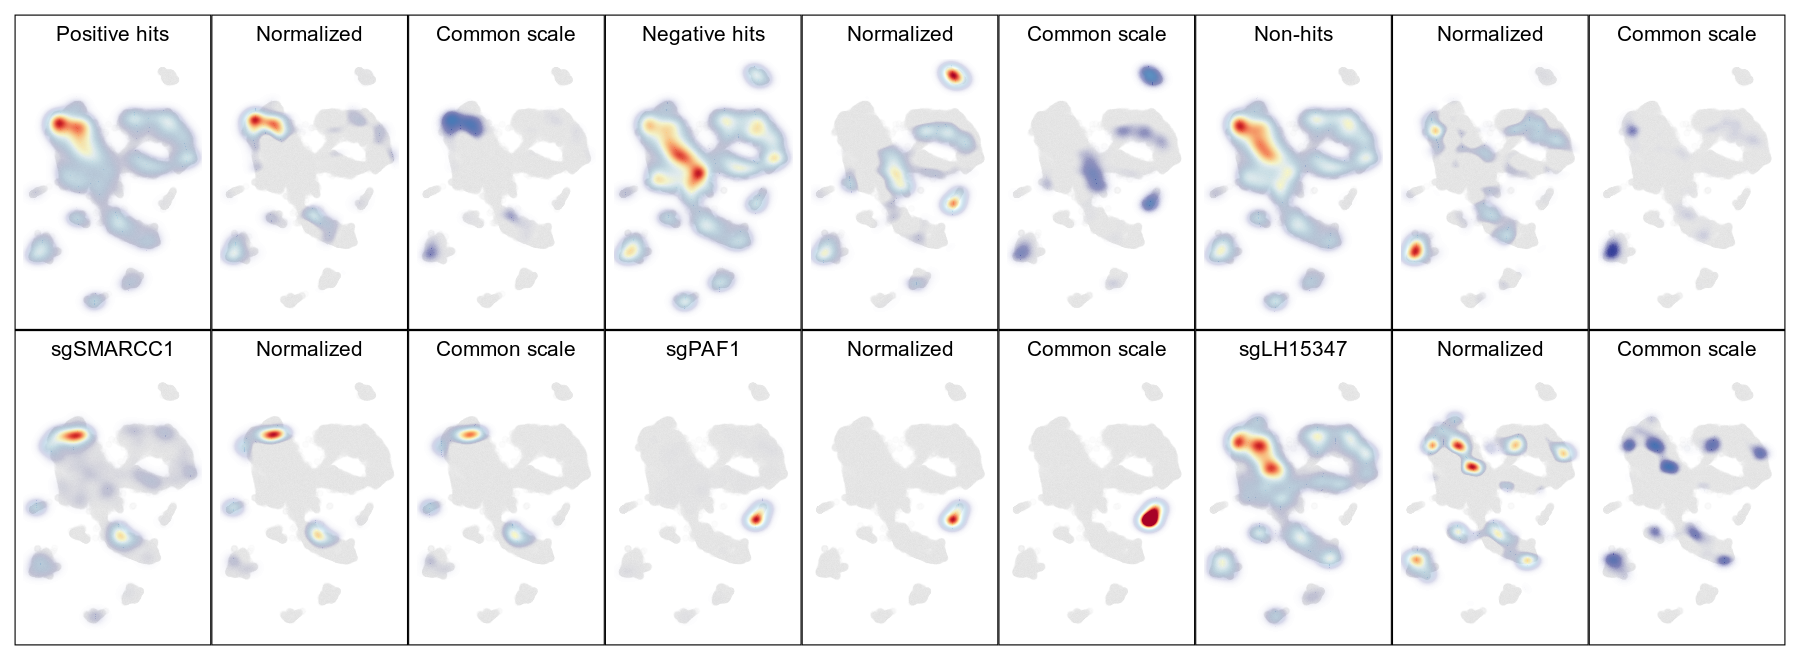 Positive hits Normalized Common scale Negative hits Normalized Common scale Non-hits Normalized Common scale
sgSMARCC1 Normalized Common scale sgPAF1 Normalized Common scale sgLH15347 Normalized Common scale